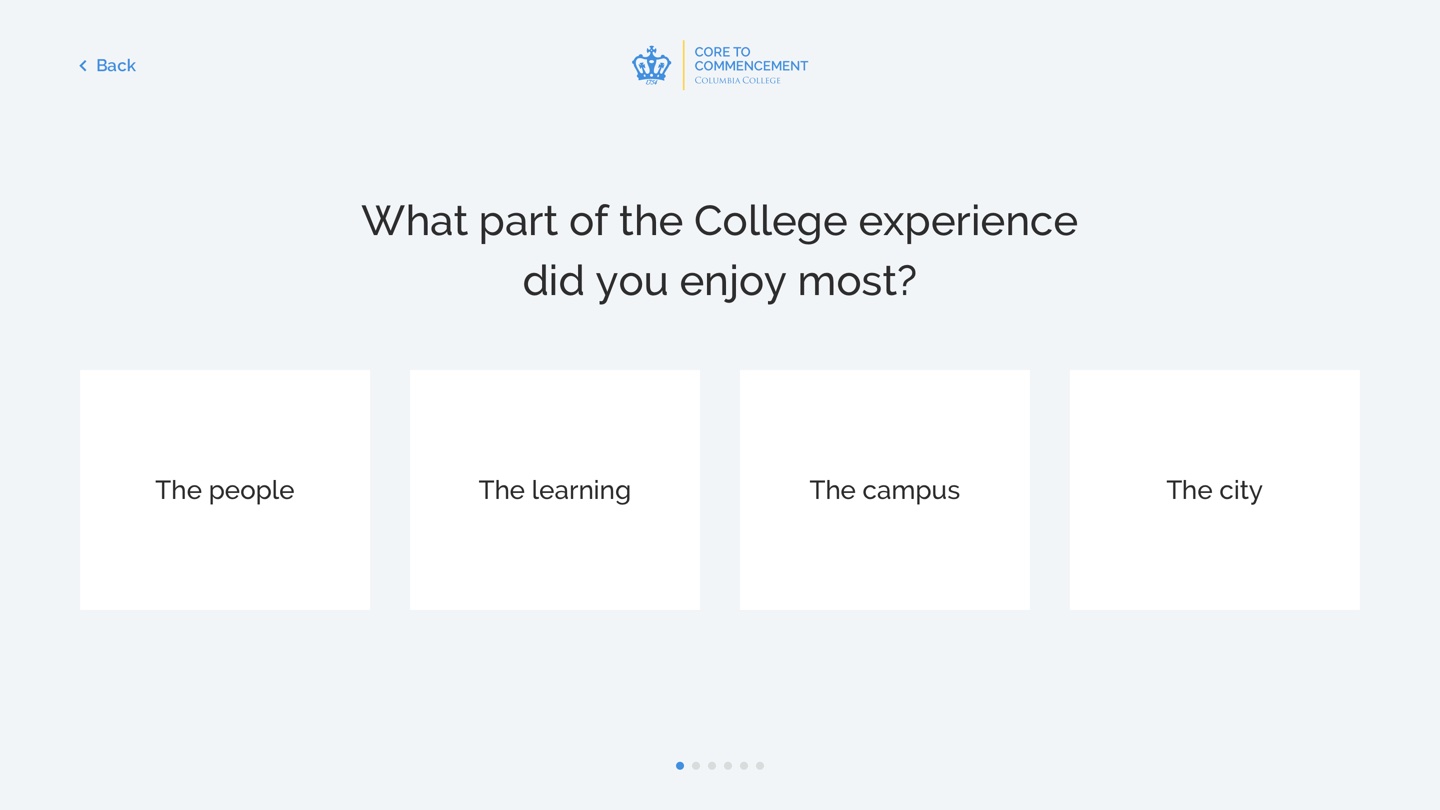 Back
CORE TO
COMMENCEMENT
COLUMBIA COLLEGE
1754
What part of the College experience
did you enjoy most?
The people
The learning
The campus
The city